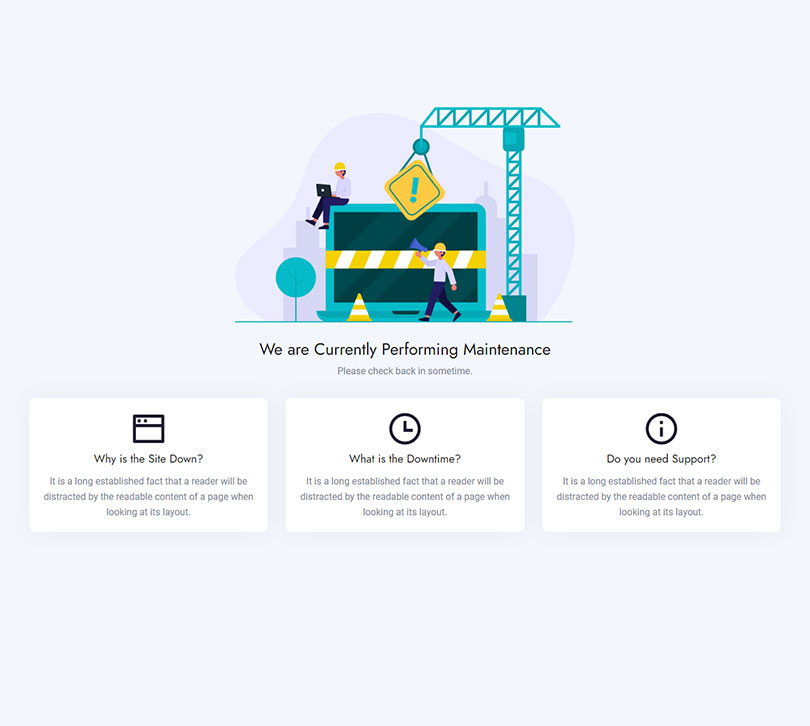 We are Currently Performing Maintenance
Please check back in sometime.
Why is the Site Down?
It is a long established fact that a reader will be
distracted by the readable content of a page when
looking at its layout.
What is the Downtime?
It is a long established fact that a reader will be
distracted by the readable content of a page when
looking at its layout.
Do you need Support?
It is a long established fact that a reader will be
distracted by the readable content of a page when
looking at its layout.